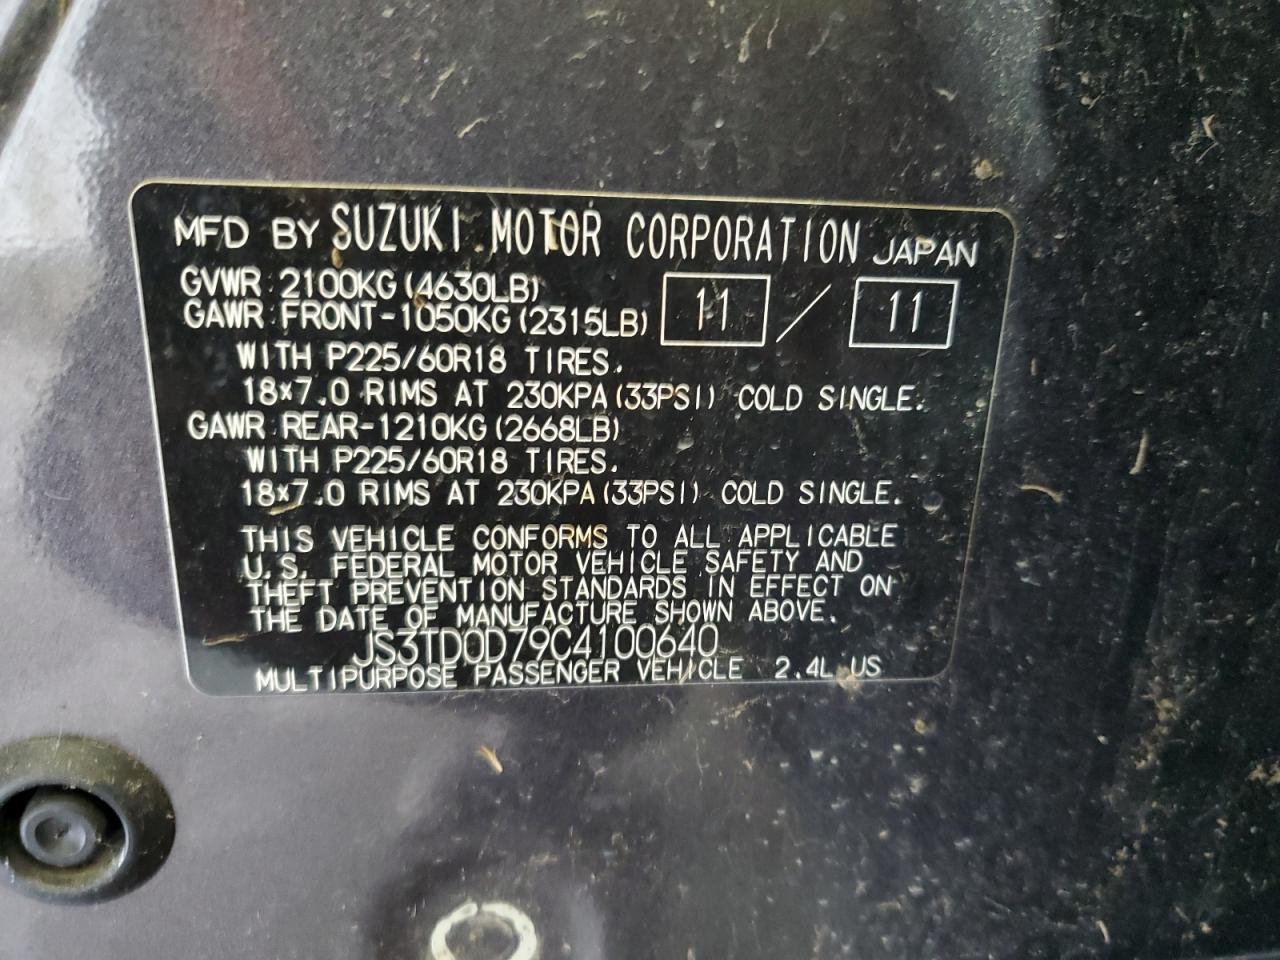 MFD BY SUZUKI MOTOR CORPORATION JAPAN
GVWR : 2100KG (4630LB)
GAWR FRONT-1050KG (2315LB) 11 / 11
WITH P225/60R18 TIRES.
18x7.0 RIMS AT 230KPA (33PSI) COLD SINGLE.
GAWR REAR-1210KG (2668LB)
WITH P225/60R18 TIRES.
18x7.0 RIMS AT 230KPA (33PSI) COLD SINGLE.
THIS VEHICLE CONFORMS TO ALL APPLICABLE
U.S. FEDERAL MOTOR VEHICLE SAFETY AND
THEFT PREVENTION STANDARDS IN EFFECT ON
THE DATE OF MANUFACTURE SHOWN ABOVE.
JS3TD0D79C4100640
MULTIPURPOSE PASSENGER VEHICLE 2.4L US